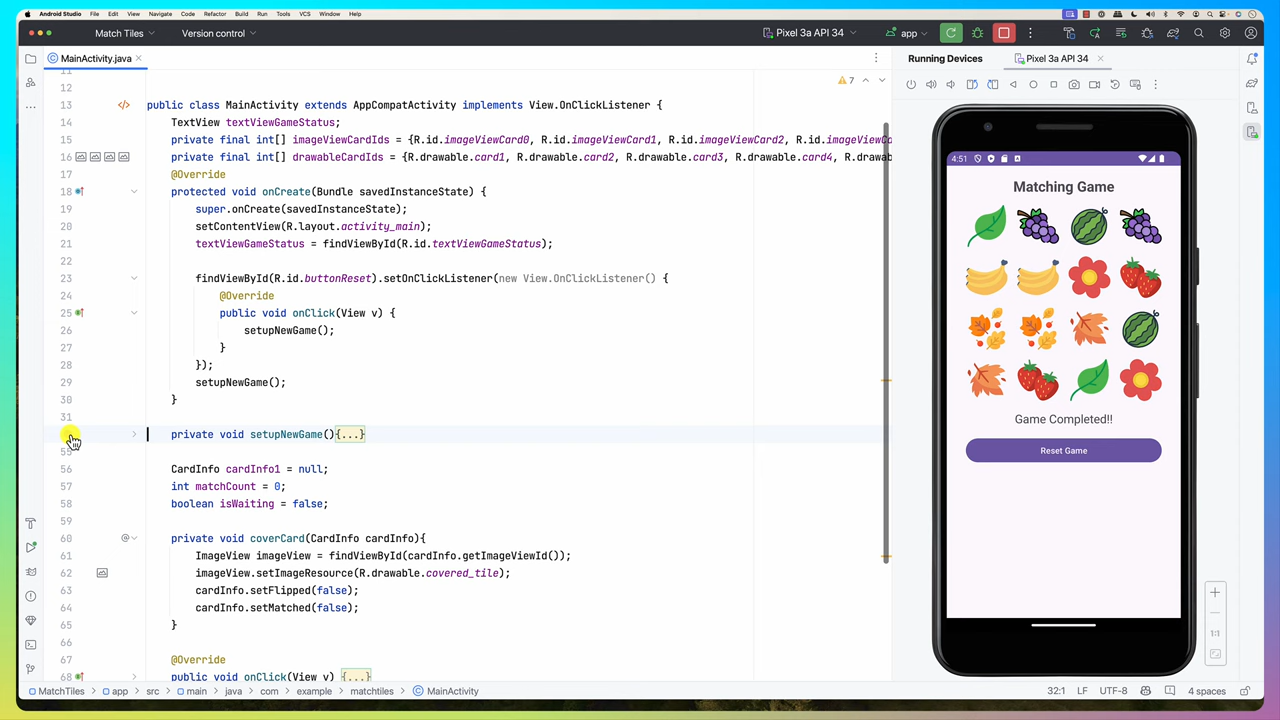 Android Studio File Edit View Navigate Code Refactor Build Run Tools VCS Window Help
Match Tiles Version control Pixel 3a API 34 app
MainActivity.java
Running Devices Pixel 3a API 34
7
11
12
13 public class MainActivity extends AppCompatActivity implements View.OnClickListener {
14 TextView textViewGameStatus;
15 private final int[] imageViewCardIds = {R.id.imageViewCard0, R.id.imageViewCard1, R.id.imageViewCard2, R.id.imageViewCa
16 private final int[] drawableCardIds = {R.drawable.card1, R.drawable.card2, R.drawable.card3, R.drawable.card4, R.drawab
17 @Override
18 protected void onCreate(Bundle savedInstanceState) {
19 super.onCreate(savedInstanceState);
20 setContentView(R.layout.activity_main);
21 textViewGameStatus = findViewById(R.id.textViewGameStatus);
22
23 findViewById(R.id.buttonReset).setOnClickListener(new View.OnClickListener() {
24 @Override
25 public void onClick(View v) {
26 setupNewGame();
27 }
28 });
29 setupNewGame();
30 }
31
private void setupNewGame(){...}
55
56 CardInfo cardInfo1 = null;
57 int matchCount = 0;
58 boolean isWaiting = false;
59
60 @ private void coverCard(CardInfo cardInfo){
61 ImageView imageView = findViewById(cardInfo.getImageViewId());
62 imageView.setImageResource(R.drawable.covered_tile);
63 cardInfo.setFlipped(false);
64 cardInfo.setMatched(false);
65 }
66
67 @Override
68 public void onClick(View v) {...}
4:51
Matching Game
Game Completed!!
Reset Game
1:1
MatchTiles app src main java com example matchtiles MainActivity
32:1 LF UTF-8 4 spaces